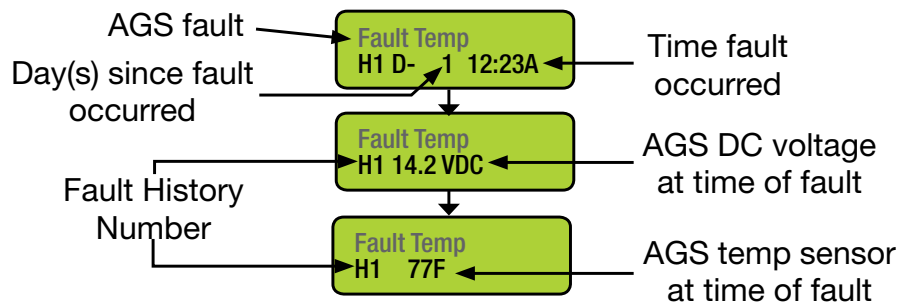 AGS fault
Day(s) since fault
occurred
Fault Temp
H1 D- 1 12:23A
Time fault
occurred
Fault Temp
H1 14.2 VDC
AGS DC voltage
at time of fault
Fault History
Number
Fault Temp
H1 77F
AGS temp sensor
at time of fault